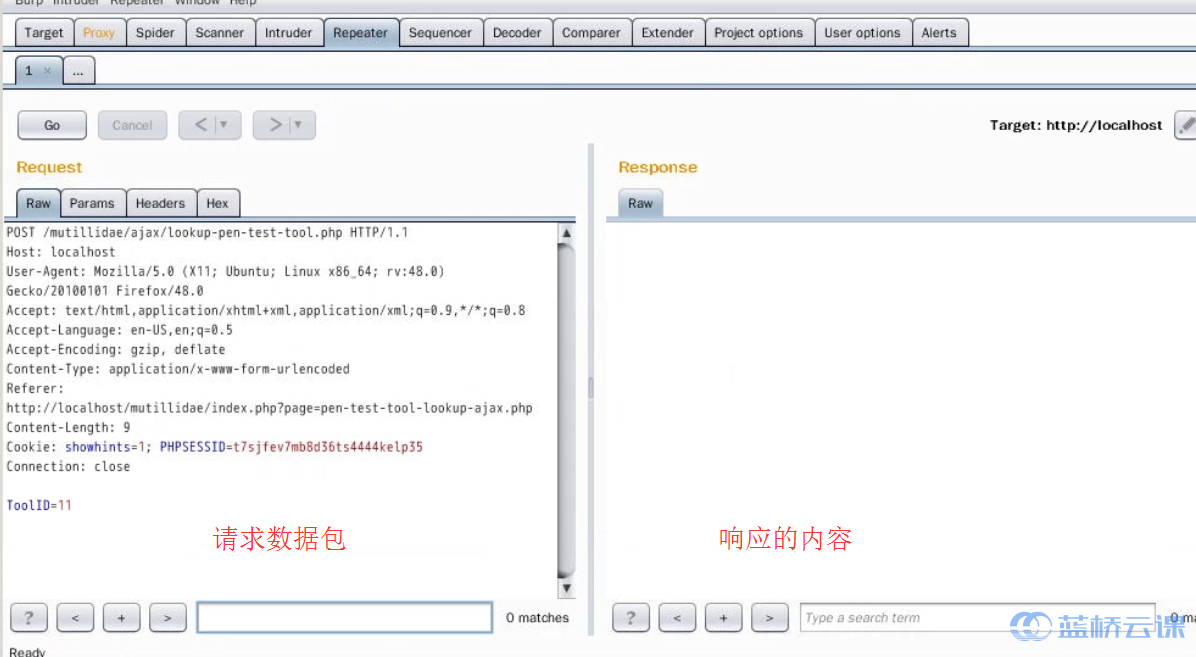 Burp Intruder Repeater Window Help
Target Proxy Spider Scanner Intruder Repeater Sequencer Decoder Comparer Extender Project options User options Alerts
1 × ...
Go Cancel < ▼ > ▼ Target: http://localhost
Request
Raw Params Headers Hex
POST /mutillidae/ajax/lookup-pen-test-tool.php HTTP/1.1
Host: localhost
User-Agent: Mozilla/5.0 (X11; Ubuntu; Linux x86_64; rv:48.0)
Gecko/20100101 Firefox/48.0
Accept: text/html,application/xhtml+xml,application/xml;q=0.9,*/*;q=0.8
Accept-Language: en-US,en;q=0.5
Accept-Encoding: gzip, deflate
Content-Type: application/x-www-form-urlencoded
Referer:
http://localhost/mutillidae/index.php?page=pen-test-tool-lookup-ajax.php
Content-Length: 9
Cookie: showhints=1; PHPSESSID=t7sjfev7mb8d36ts4444kelp35
Connection: close
ToolID=11
请求数据包
? < + > 0 matches
Response
Raw
响应的内容
? < + > Type a search term 0 ma
蓝桥云课
Ready